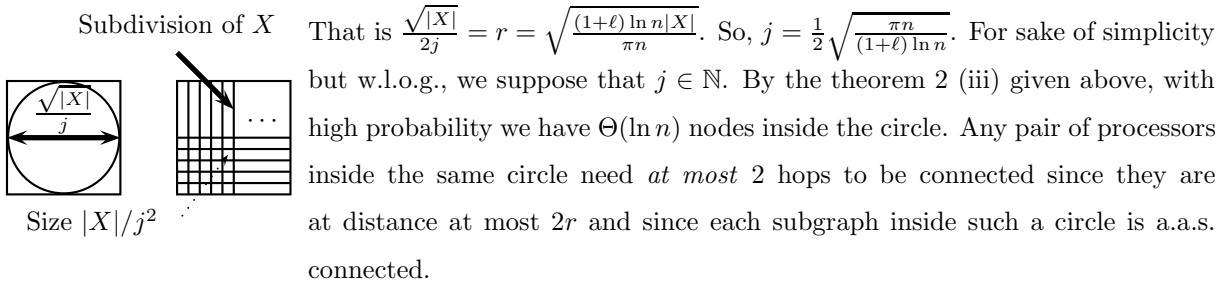 Subdivision of X
√|X| / j
...
Size |X|/j²
That is √|X| / 2j = r = √((1+ℓ) ln n|X| / πn). So, j = 1/2 √(πn / (1+ℓ) ln n). For sake of simplicity
but w.l.o.g., we suppose that j ∈ ℕ. By the theorem 2 (iii) given above, with
high probability we have Θ(ln n) nodes inside the circle. Any pair of processors
inside the same circle need at most 2 hops to be connected since they are
at distance at most 2r and since each subgraph inside such a circle is a.a.s.
connected.